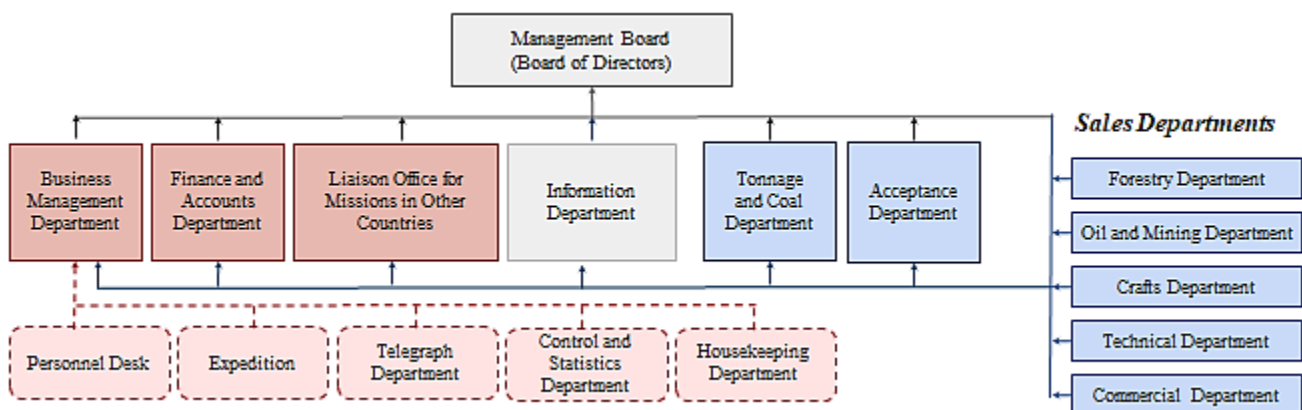 Management Board
(Board of Directors)
Sales Departments
Business
Management
Department
Finance and
Accounts
Department
Liaison Office for
Missions in Other
Countries
Information
Department
Tonnage
and Coal
Department
Acceptance
Department
Forestry Department
Oil and Mining Department
Crafts Department
Technical Department
Commercial Department
Personnel Desk
Expedition
Telegraph
Department
Control and
Statistics
Department
Housekeeping
Department